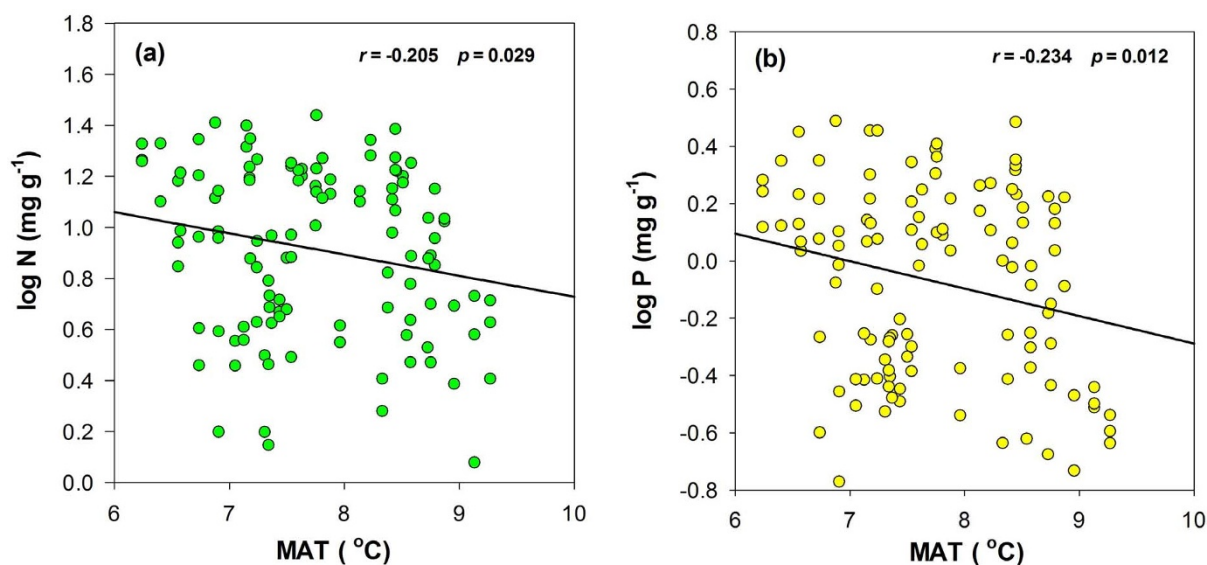 (a)
r = -0.205 p = 0.029
log N (mg g⁻¹)
1.8
1.6
1.4
1.2
1.0
0.8
0.6
0.4
0.2
0.0
6 7 8 9 10
MAT ( °C)
(b)
r = -0.234 p = 0.012
log P (mg g⁻¹)
0.8
0.6
0.4
0.2
0.0
-0.2
-0.4
-0.6
-0.8
6 7 8 9 10
MAT ( °C)